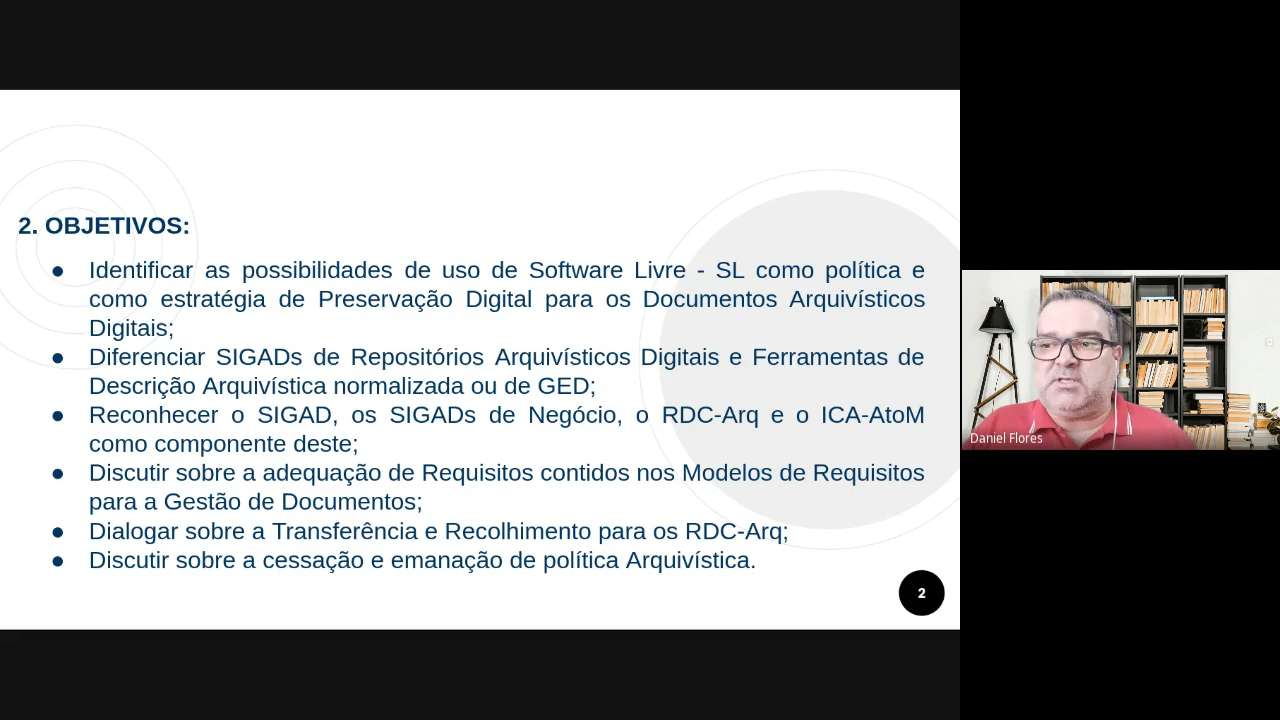 2. OBJETIVOS:
● Identificar as possibilidades de uso de Software Livre - SL como política e
como estratégia de Preservação Digital para os Documentos Arquivísticos
Digitais;
● Diferenciar SIGADs de Repositórios Arquivísticos Digitais e Ferramentas de
Descrição Arquivística normalizada ou de GED;
● Reconhecer o SIGAD, os SIGADs de Negócio, o RDC-Arq e o ICA-AtoM
como componente deste;
● Discutir sobre a adequação de Requisitos contidos nos Modelos de Requisitos
para a Gestão de Documentos;
● Dialogar sobre a Transferência e Recolhimento para os RDC-Arq;
● Discutir sobre a cessação e emanação de política Arquivística.
2
Daniel Flores